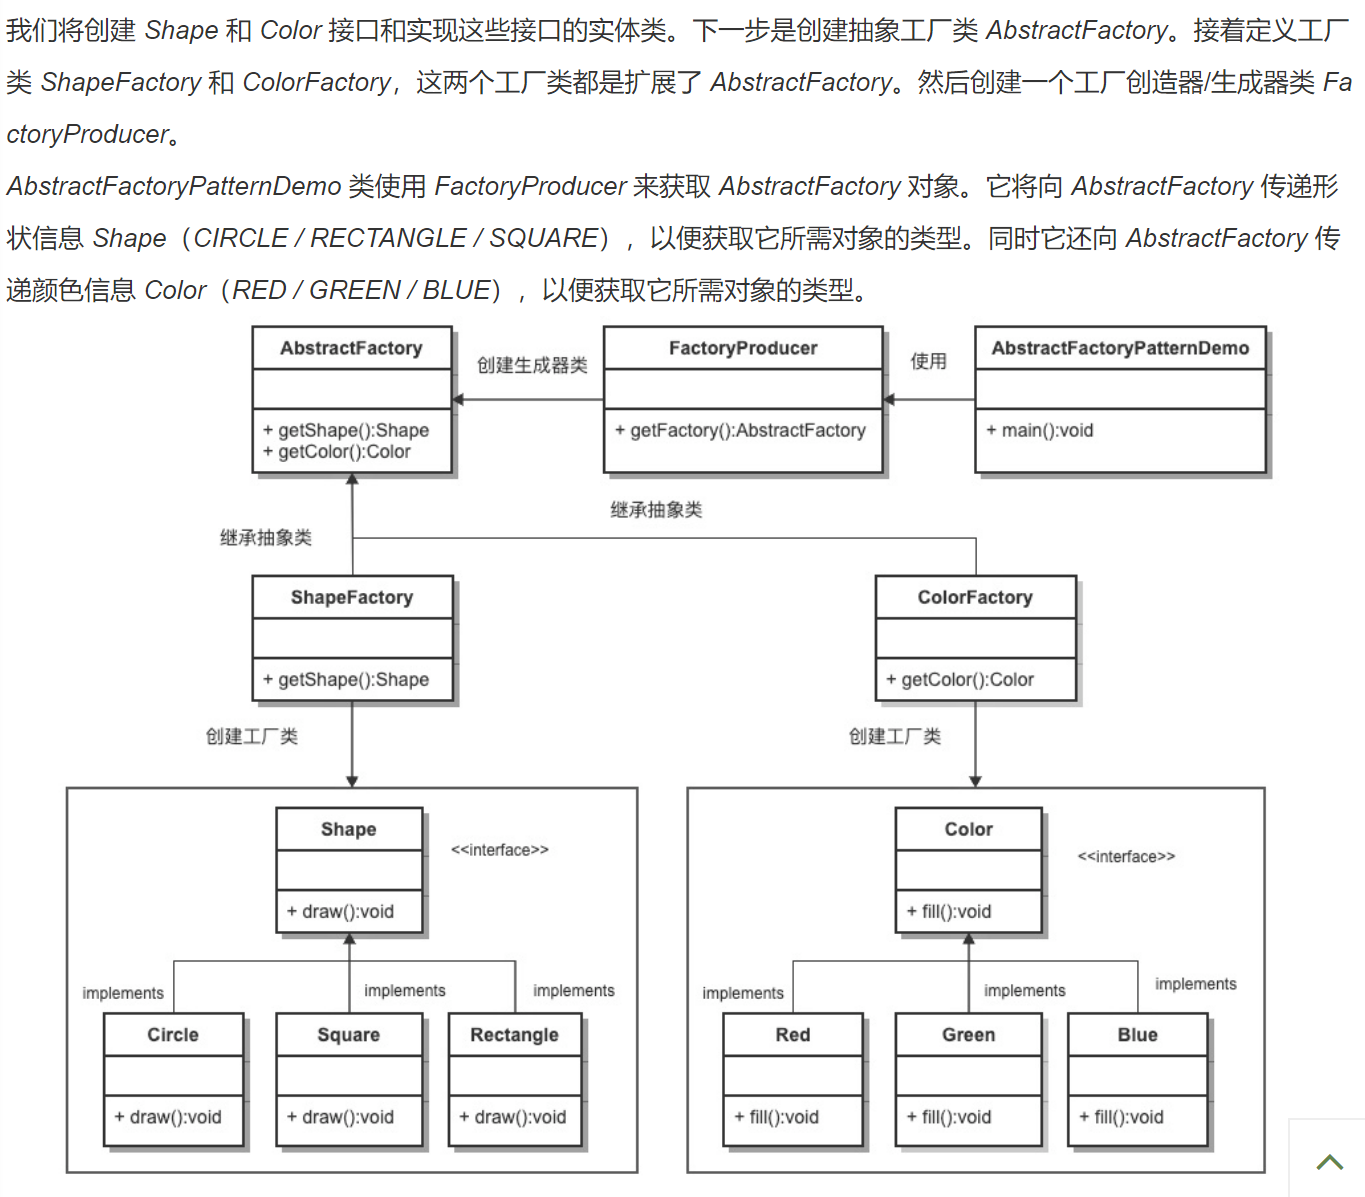 我们将创建 Shape 和 Color 接口和实现这些接口的实体类。下一步是创建抽象工厂类 AbstractFactory。接着定义工厂
类 ShapeFactory 和 ColorFactory，这两个工厂类都是扩展了 AbstractFactory。然后创建一个工厂创造器/生成器类 Fa
ctoryProducer。
AbstractFactoryPatternDemo 类使用 FactoryProducer 来获取 AbstractFactory 对象。它将向 AbstractFactory 传递形
状信息 Shape（CIRCLE / RECTANGLE / SQUARE），以便获取它所需对象的类型。同时它还向 AbstractFactory 传
递颜色信息 Color（RED / GREEN / BLUE），以便获取它所需对象的类型。
AbstractFactory
+ getShape():Shape
+ getColor():Color
创建生成器类
FactoryProducer
+ getFactory():AbstractFactory
使用
AbstractFactoryPatternDemo
+ main():void
继承抽象类
继承抽象类
ShapeFactory
+ getShape():Shape
ColorFactory
+ getColor():Color
创建工厂类
创建工厂类
Shape
+ draw():void
<<interface>>
implements
implements
implements
Circle
+ draw():void
Square
+ draw():void
Rectangle
+ draw():void
Color
+ fill():void
<<interface>>
implements
implements
implements
Red
+ fill():void
Green
+ fill():void
Blue
+ fill():void